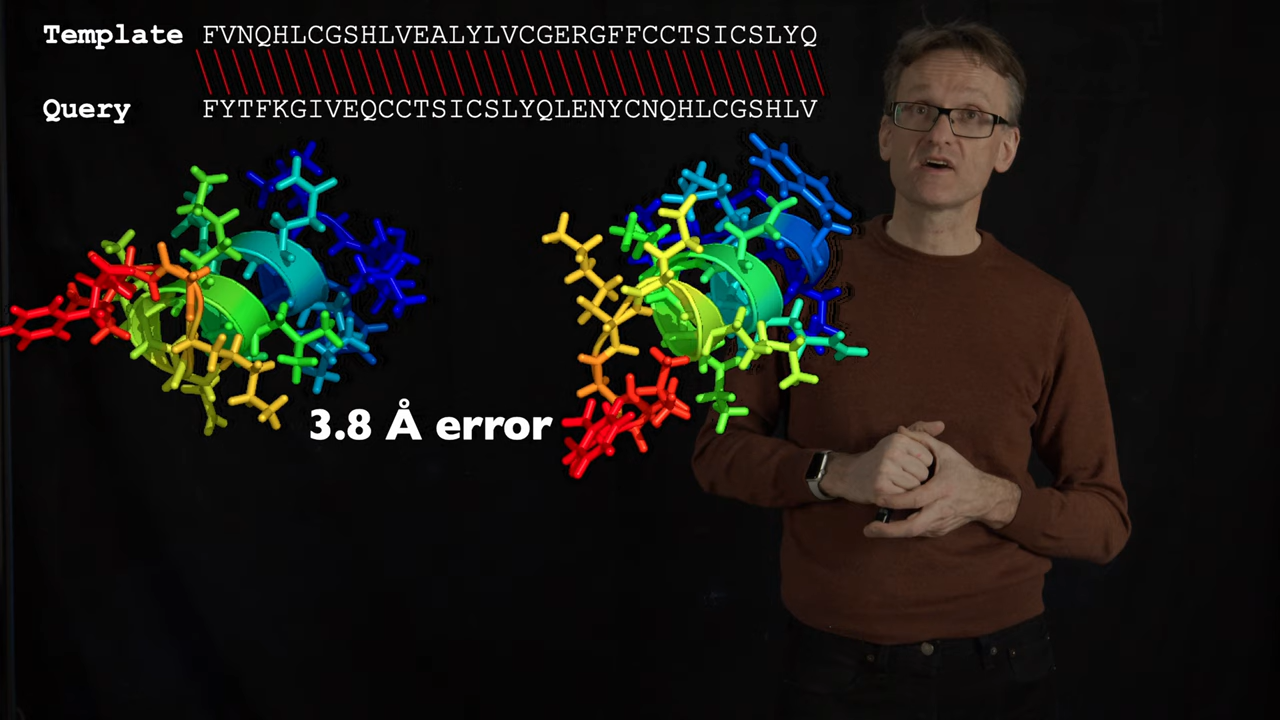 Template FVNQHLCGSHLVEALYLVCGERGFFCCTSICSLYQ
Query FYTFKGIVEQCCTSICSLYQLENYCNQHLCGSHLV
3.8 Å error